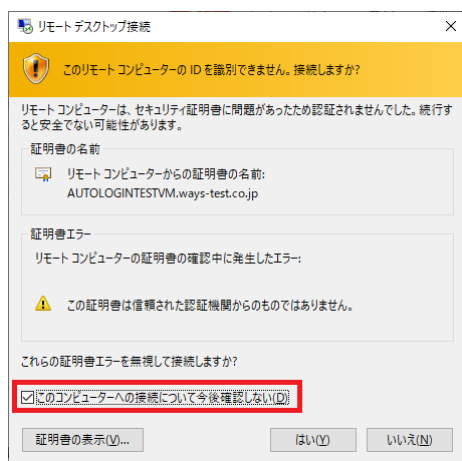 リモート デスクトップ接続
このリモート コンピューターの ID を識別できません。接続しますか?
リモート コンピューターは、セキュリティ証明書に問題があったため認証されませんでした。続行す
ると安全でない可能性があります。
証明書の名前
リモート コンピューターからの証明書の名前:
AUTOLOGINTESTVM.ways-test.co.jp
証明書エラー
リモート コンピューターの証明書の確認中に発生したエラー:
この証明書は信頼された認証機関からのものではありません。
これらの証明書エラーを無視して接続しますか?
このコンピューターへの接続について今後確認しない(D)
証明書の表示(V)... はい(Y) いいえ(N)